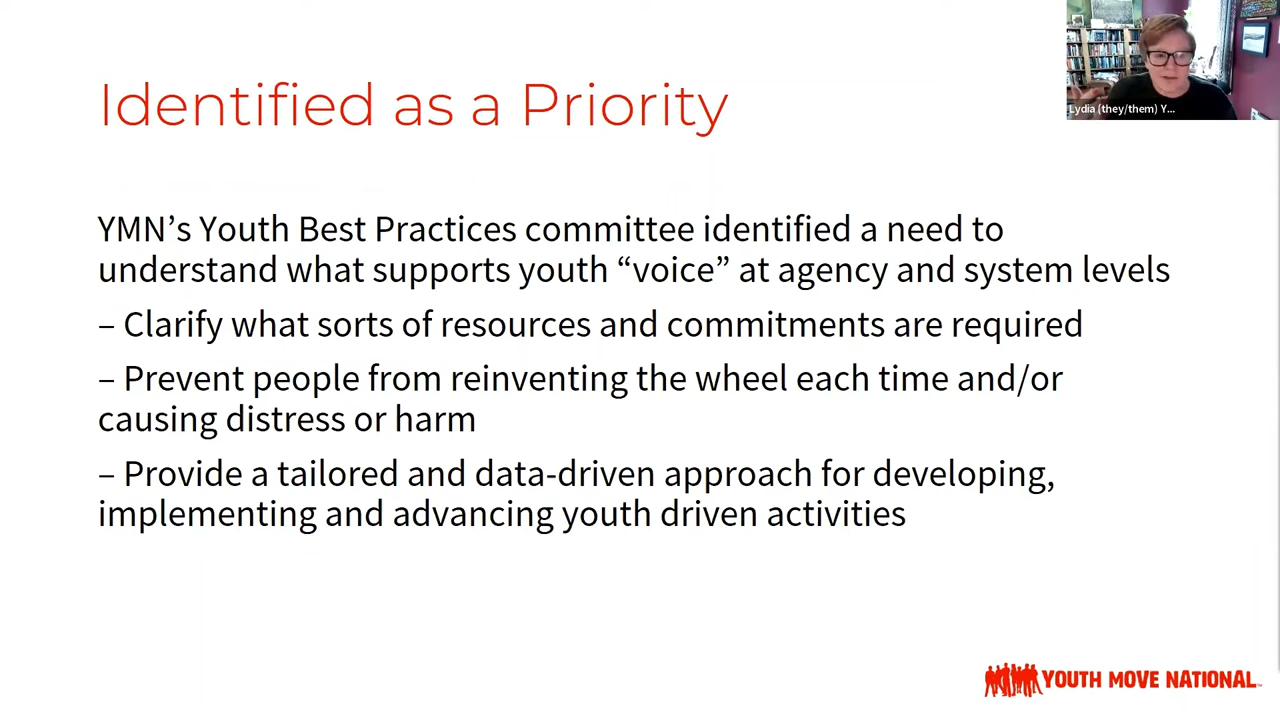 Identified as a Priority
Lydia (they/them) Y...
YMN’s Youth Best Practices committee identified a need to
understand what supports youth “voice” at agency and system levels
– Clarify what sorts of resources and commitments are required
– Prevent people from reinventing the wheel each time and/or
causing distress or harm
– Provide a tailored and data-driven approach for developing,
implementing and advancing youth driven activities
YOUTH MOVE NATIONAL